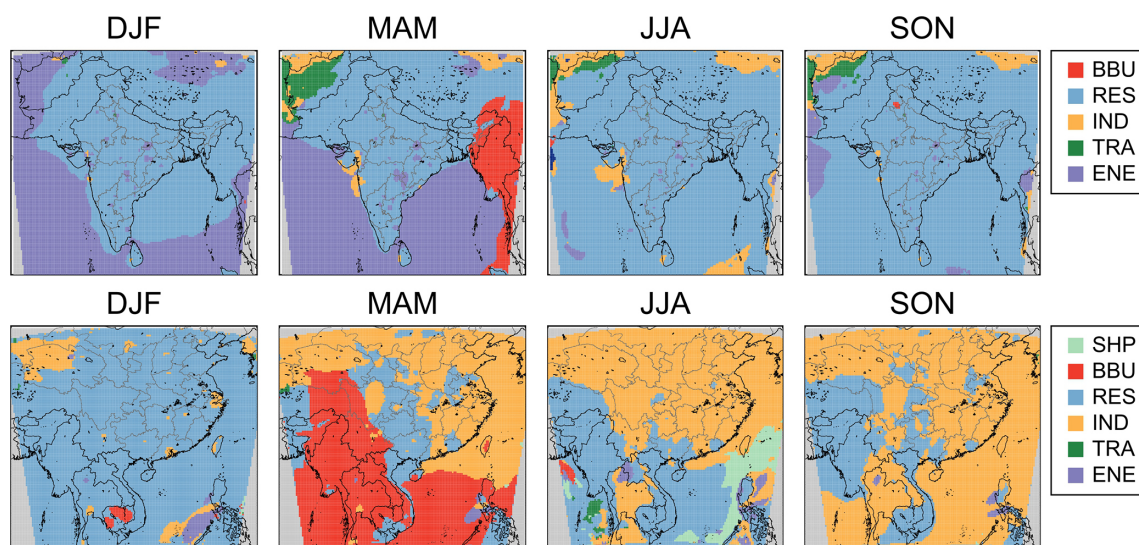 DJF MAM JJA SON
BBU
RES
IND
TRA
ENE
DJF MAM JJA SON
SHP
BBU
RES
IND
TRA
ENE